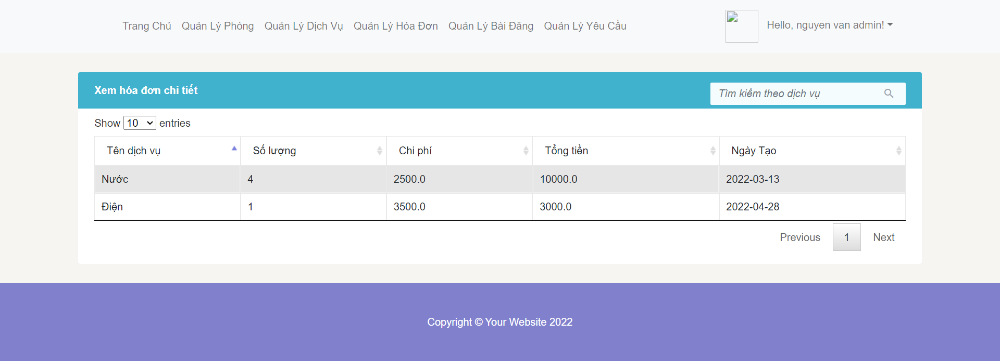 Trang Chủ Quản Lý Phòng Quản Lý Dịch Vụ Quản Lý Hóa Đơn Quản Lý Bài Đăng Quản Lý Yêu Cầu Hello, nguyen van admin!
Xem hóa đơn chi tiết Tìm kiếm theo dịch vụ
Show 10 entries
Tên dịch vụ Số lượng Chi phí Tổng tiền Ngày Tạo
Nước 4 2500.0 10000.0 2022-03-13
Điện 1 3500.0 3000.0 2022-04-28
Previous 1 Next
Copyright © Your Website 2022